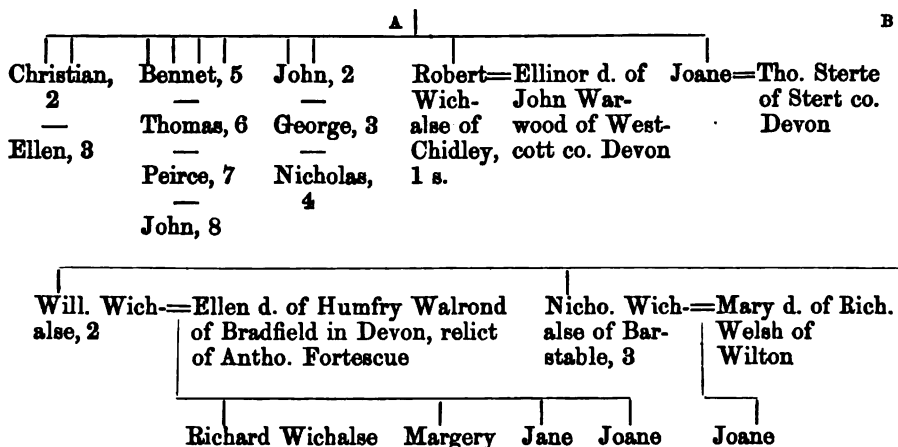 A
B
Christian,
2
—
Ellen, 3
Bennet, 5
—
Thomas, 6
—
Peirce, 7
—
John, 8
John, 2
—
George, 3
—
Nicholas,
4
Robert=
Wich-
alse of
Chidley,
1 s.
Ellinor d. of
John War-
wood of West-
cott co. Devon
Joane=
Tho. Sterte
of Stert co.
Devon
Will. Wich-=
alse, 2
Ellen d. of Humfry Walrond
of Bradfield in Devon, relict
of Antho. Fortescue
Nicho. Wich-=
alse of Bar-
stable, 3
Mary d. of Rich.
Welsh of
Wilton
Richard Wichalse
Margery
Jane
Joane
Joane